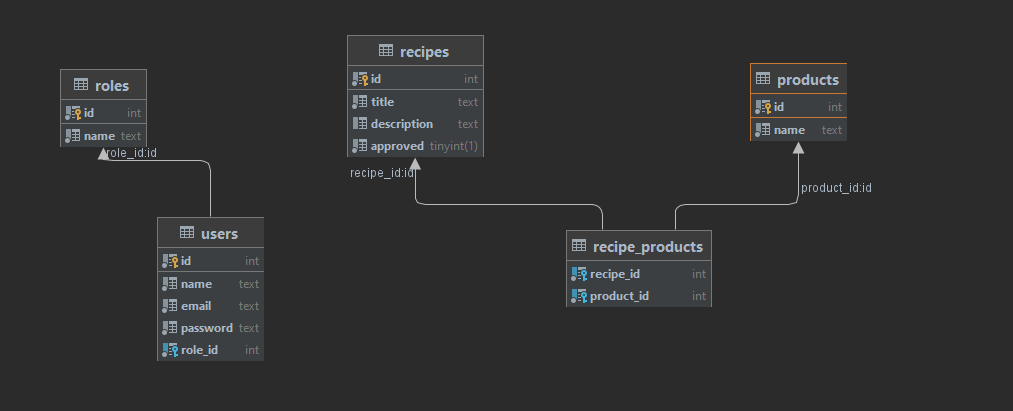 roles
id int
name text
role_id:id
users
id int
name text
email text
password text
role_id int
recipes
id int
title text
description text
approved tinyint(1)
recipe_id:id
recipe_products
recipe_id int
product_id int
products
id int
name text
product_id:id